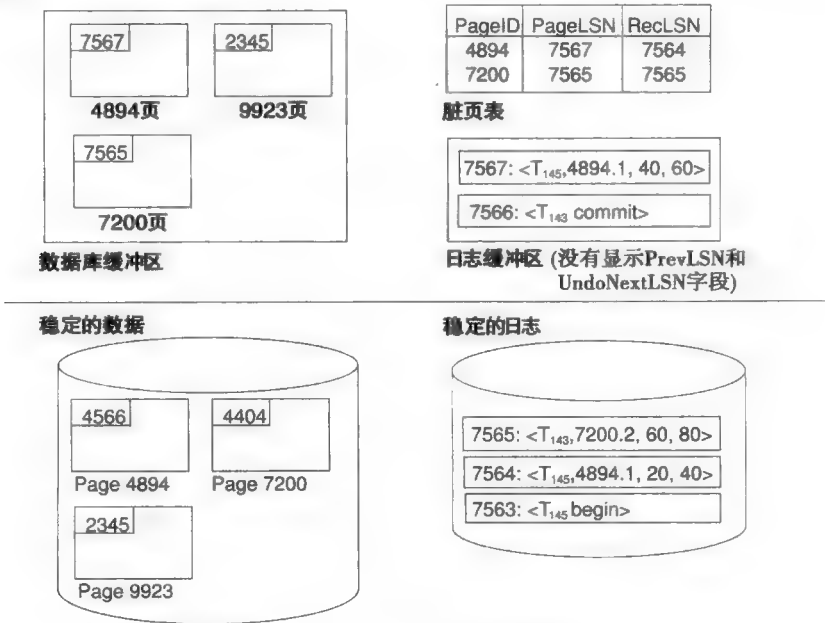 7567
2345
4894页
9923页
7565
7200页
数据库缓冲区
PageID PageLSN RecLSN
4894 7567 7564
7200 7565 7565
脏页表
7567: <T₁₄₅,4894.1, 40, 60>
7566: <T₁₄₃ commit>
日志缓冲区 (没有显示PrevLSN和
UndoNextLSN字段)
稳定的数据
4566
4404
Page 4894
Page 7200
2345
Page 9923
稳定的日志
7565: <T₁₄₃,7200.2, 60, 80>
7564: <T₁₄₅,4894.1, 20, 40>
7563: <T₁₄₅ begin>